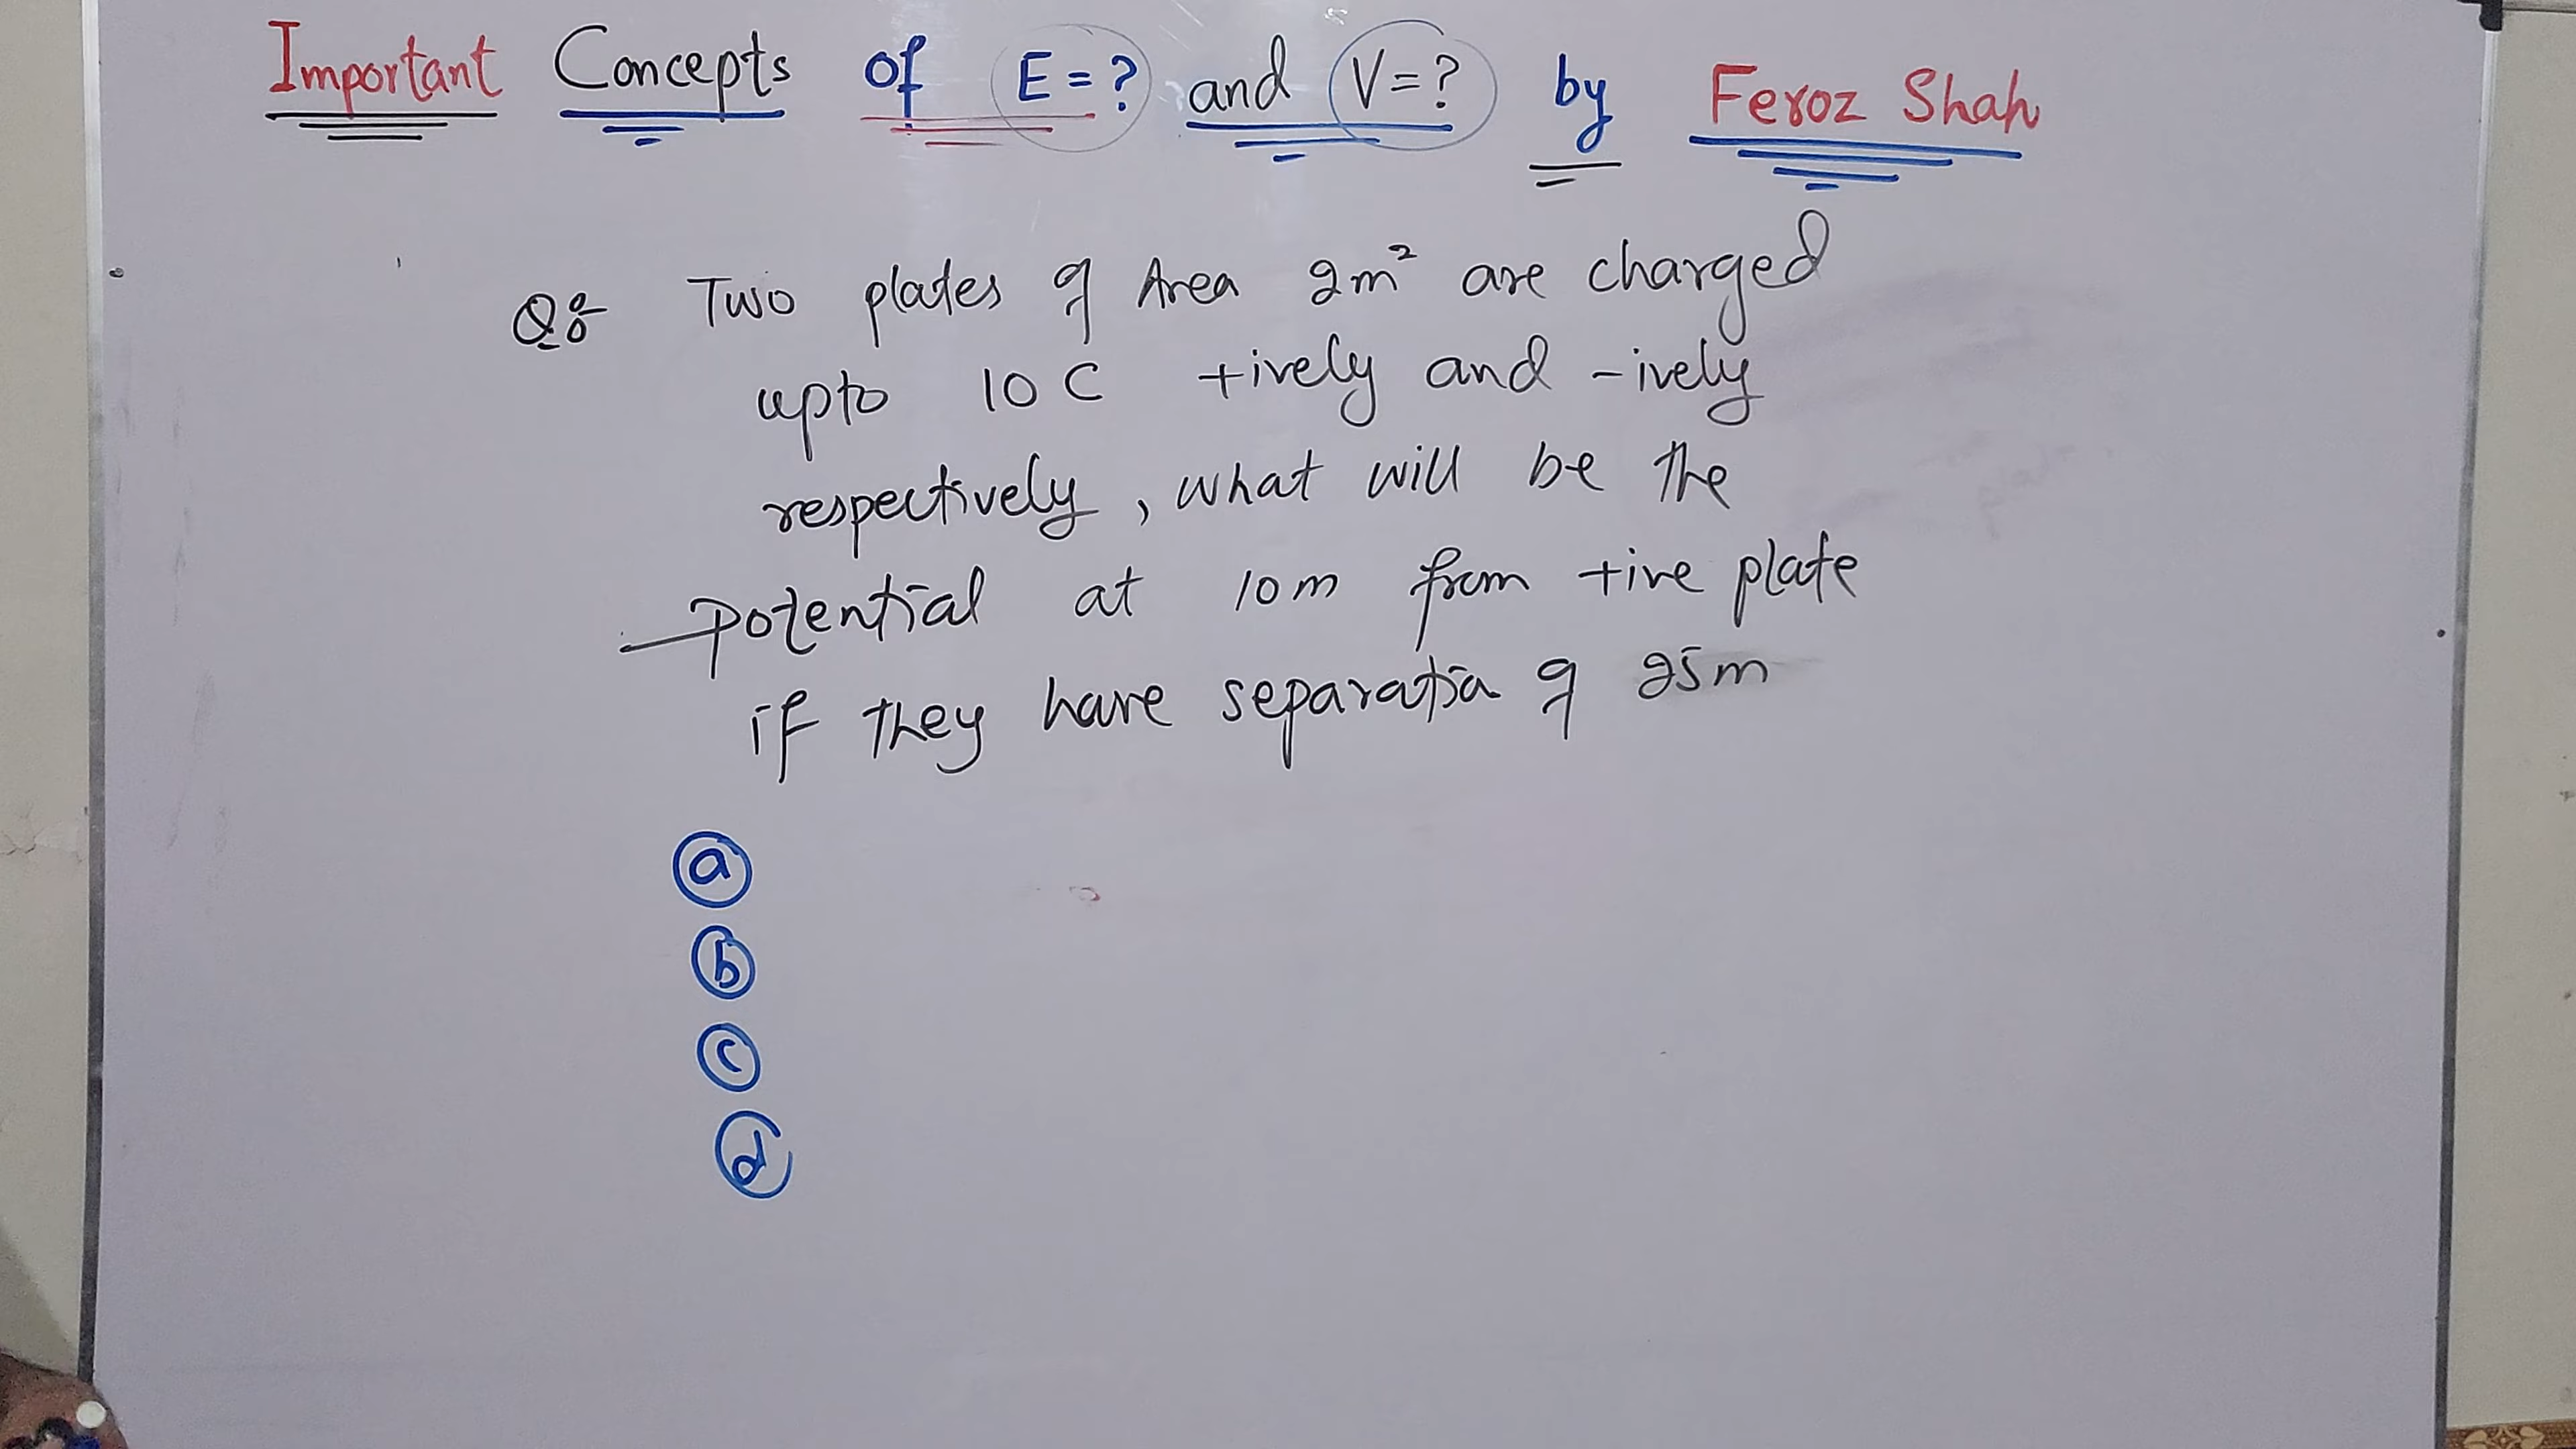 Important Concepts of E = ? and V = ? by Feroz Shah
Q: Two plates of Area 2m² are charged
upto 10 C +ively and -ively
respectively, what will be the
potential at 10m from +ive plate
if they have separation of 25m
a
b
c
d